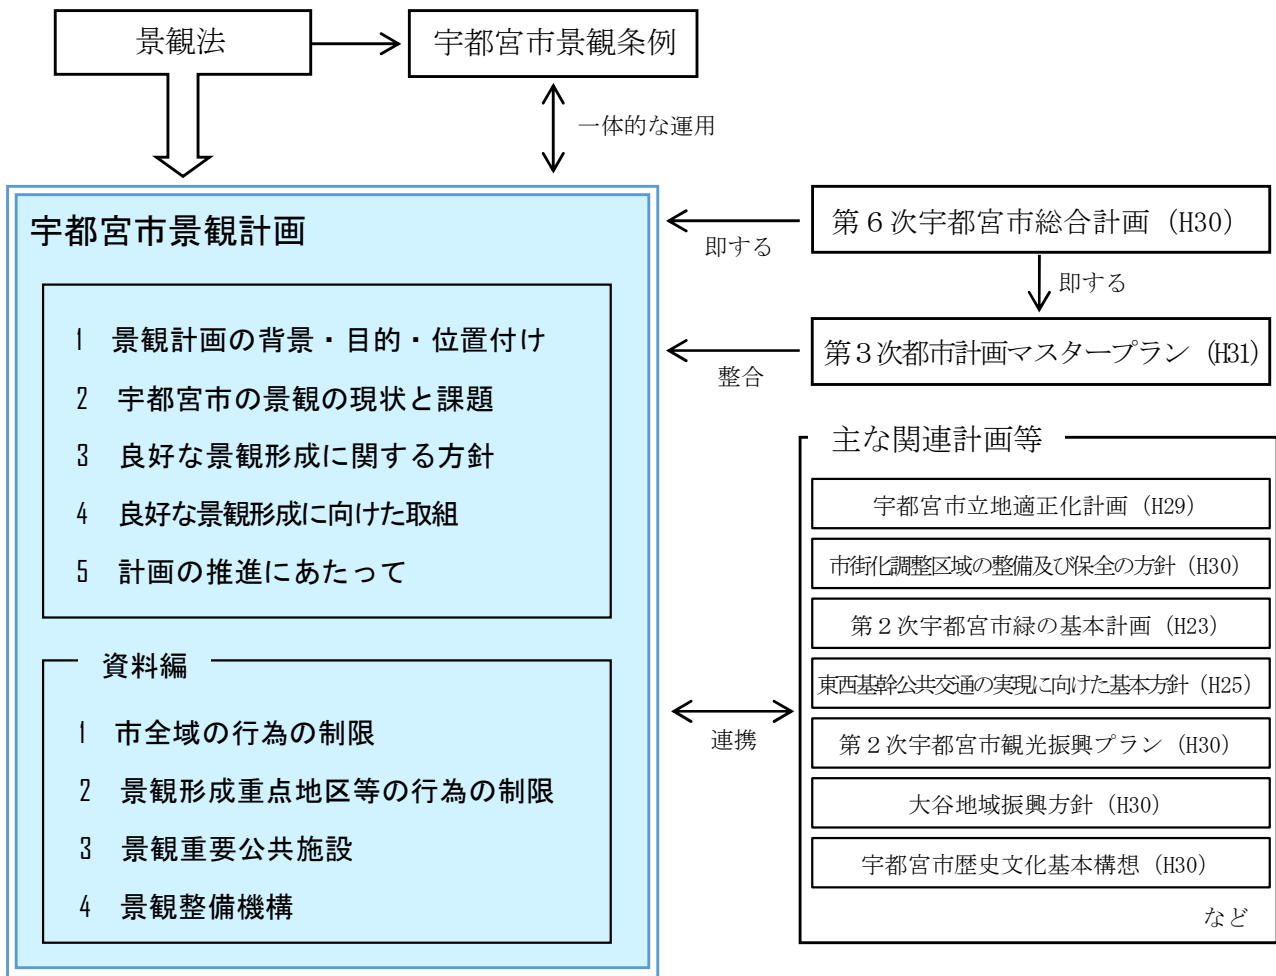 景観法
宇都宮市景観条例
一体的な運用
宇都宮市景観計画
1 景観計画の背景・目的・位置付け
2 宇都宮市の景観の現状と課題
3 良好な景観形成に関する方針
4 良好な景観形成に向けた取組
5 計画の推進にあたって
資料編
1 市全域の行為の制限
2 景観形成重点地区等の行為の制限
3 景観重要公共施設
4 景観整備機構
第6次宇都宮市総合計画 (H30)
即する
即する
第3次都市計画マスタープラン (H31)
整合
主な関連計画等
宇都宮市立地適正化計画 (H29)
市街化調整区域の整備及び保全の方針 (H30)
第2次宇都宮市緑の基本計画 (H23)
東西基幹公共交通の実現に向けた基本方針 (H25)
連携
第2次宇都宮市観光振興プラン (H30)
大谷地域振興方針 (H30)
宇都宮市歴史文化基本構想 (H30)
など